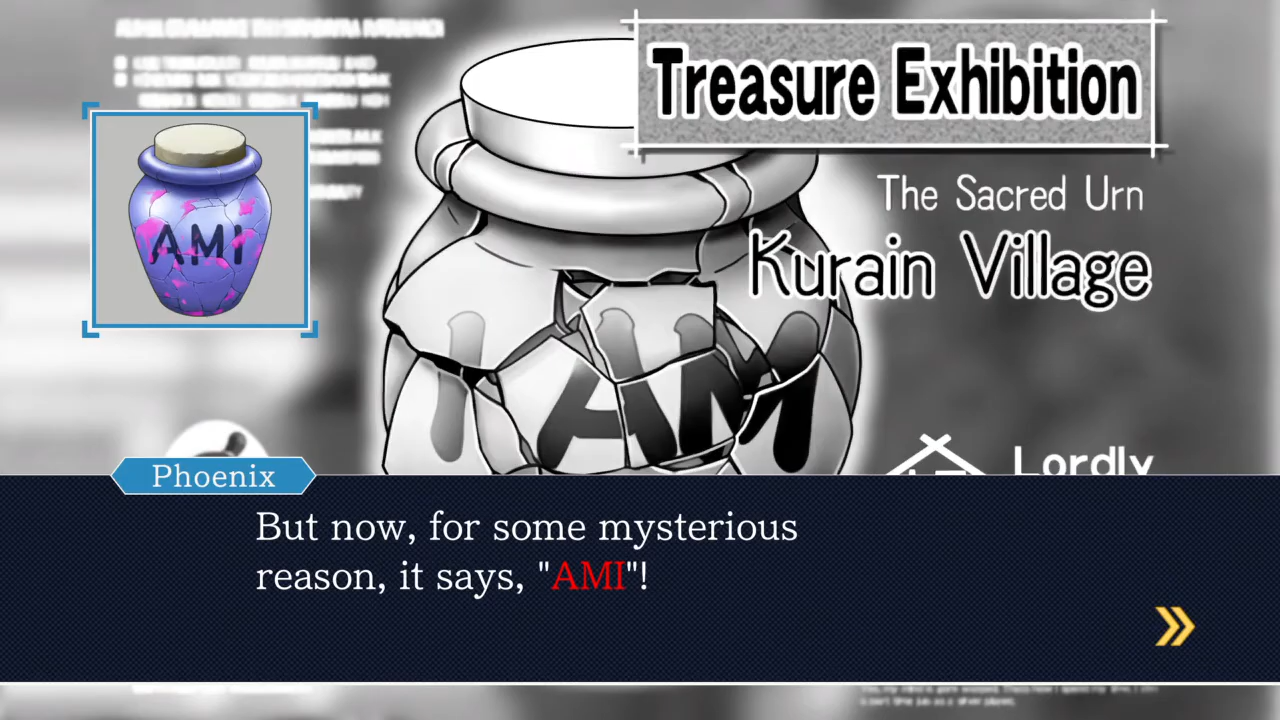 Treasure Exhibition
The Sacred Urn
Kurain Village
AMI
I AM
Lordly
Phoenix
But now, for some mysterious
reason, it says, "AMI"!